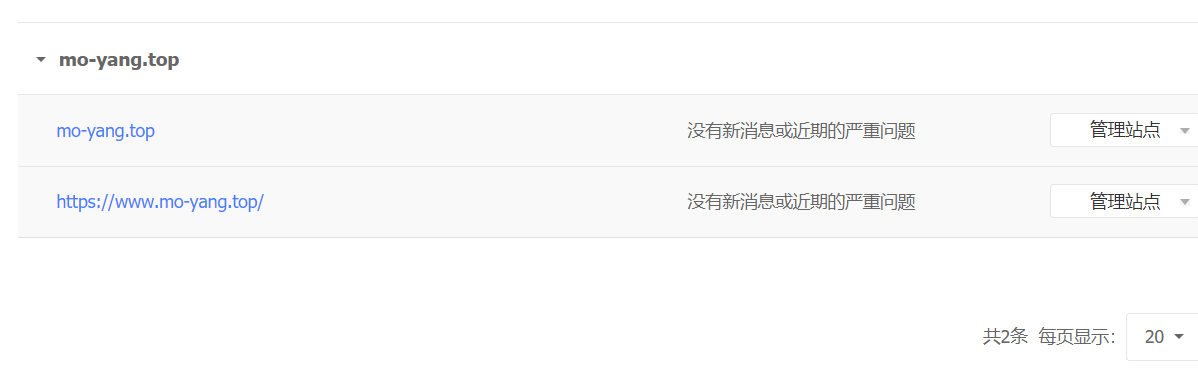 mo-yang.top
mo-yang.top 没有新消息或近期的严重问题 管理站点
https://www.mo-yang.top/ 没有新消息或近期的严重问题 管理站点
共2条 每页显示： 20